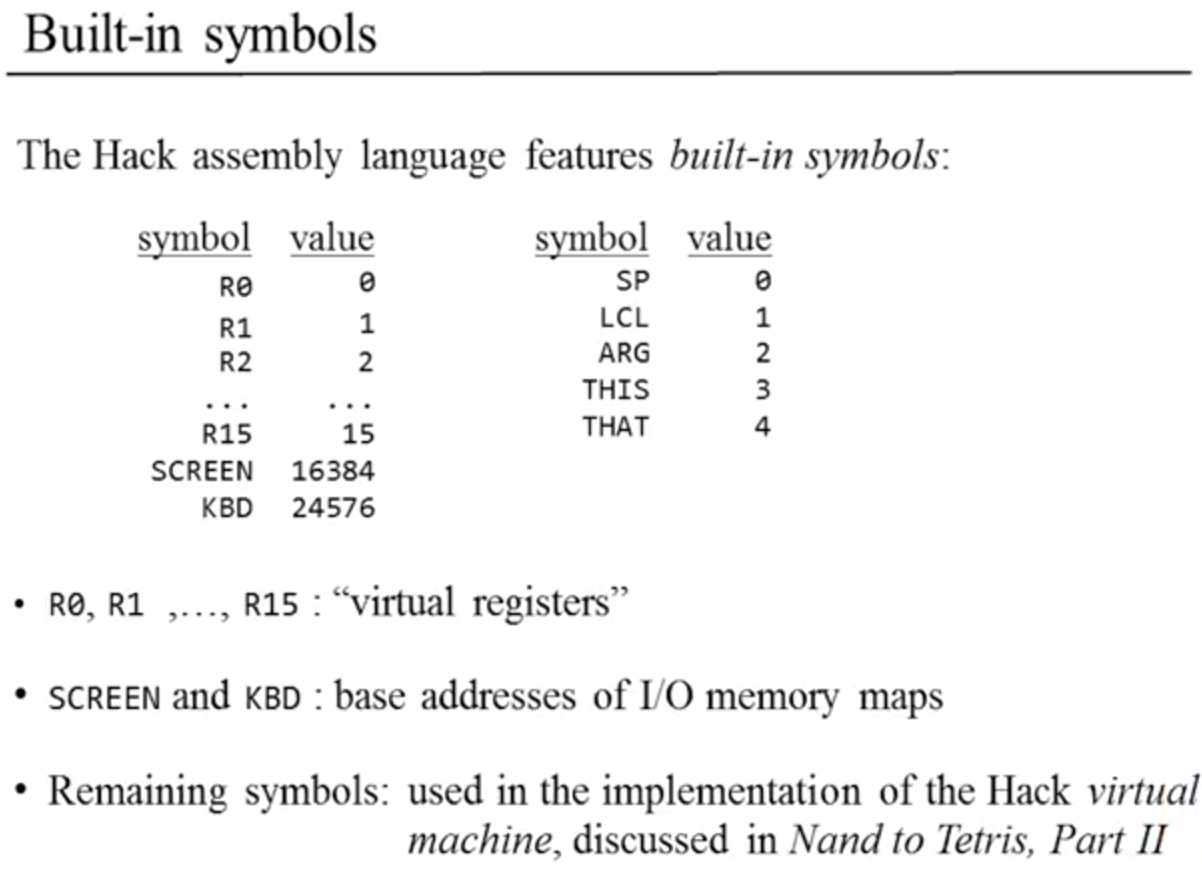 Built-in symbols
The Hack assembly language features built-in symbols:
symbol value
R0 0
R1 1
R2 2
... ...
R15 15
SCREEN 16384
KBD 24576
symbol value
SP 0
LCL 1
ARG 2
THIS 3
THAT 4
• R0, R1 ,..., R15 : “virtual registers”
• SCREEN and KBD : base addresses of I/O memory maps
• Remaining symbols: used in the implementation of the Hack virtual
machine, discussed in Nand to Tetris, Part II